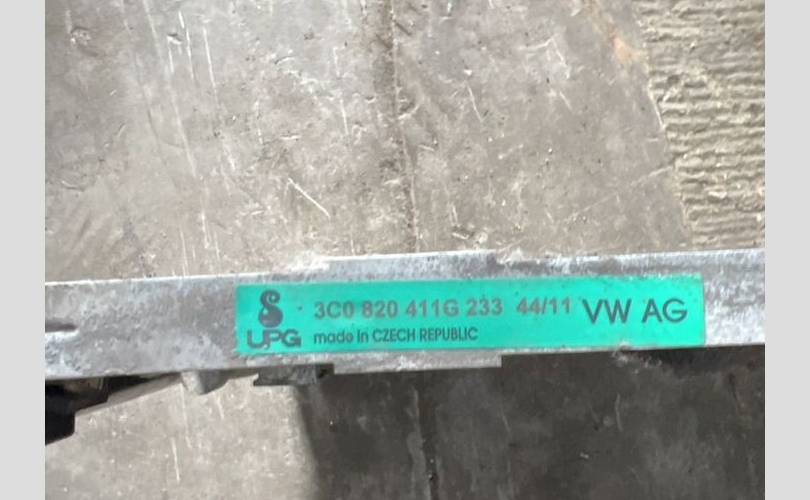 3C0 820 411G 233 44/11 VW AG
UPG made in CZECH REPUBLIC